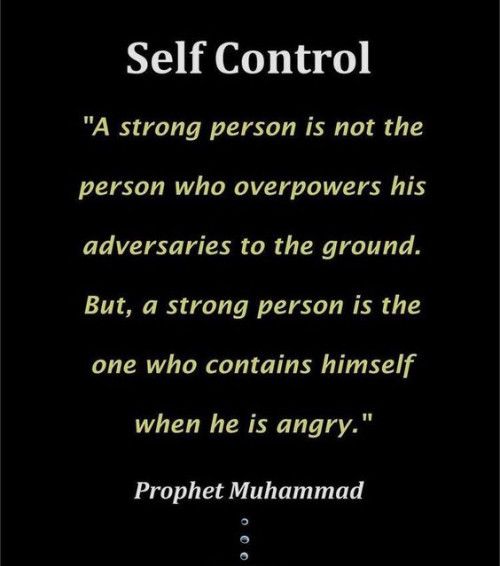 Self Control
"A strong person is not the
person who overpowers his
adversaries to the ground.
But, a strong person is the
one who contains himself
when he is angry."
Prophet Muhammad